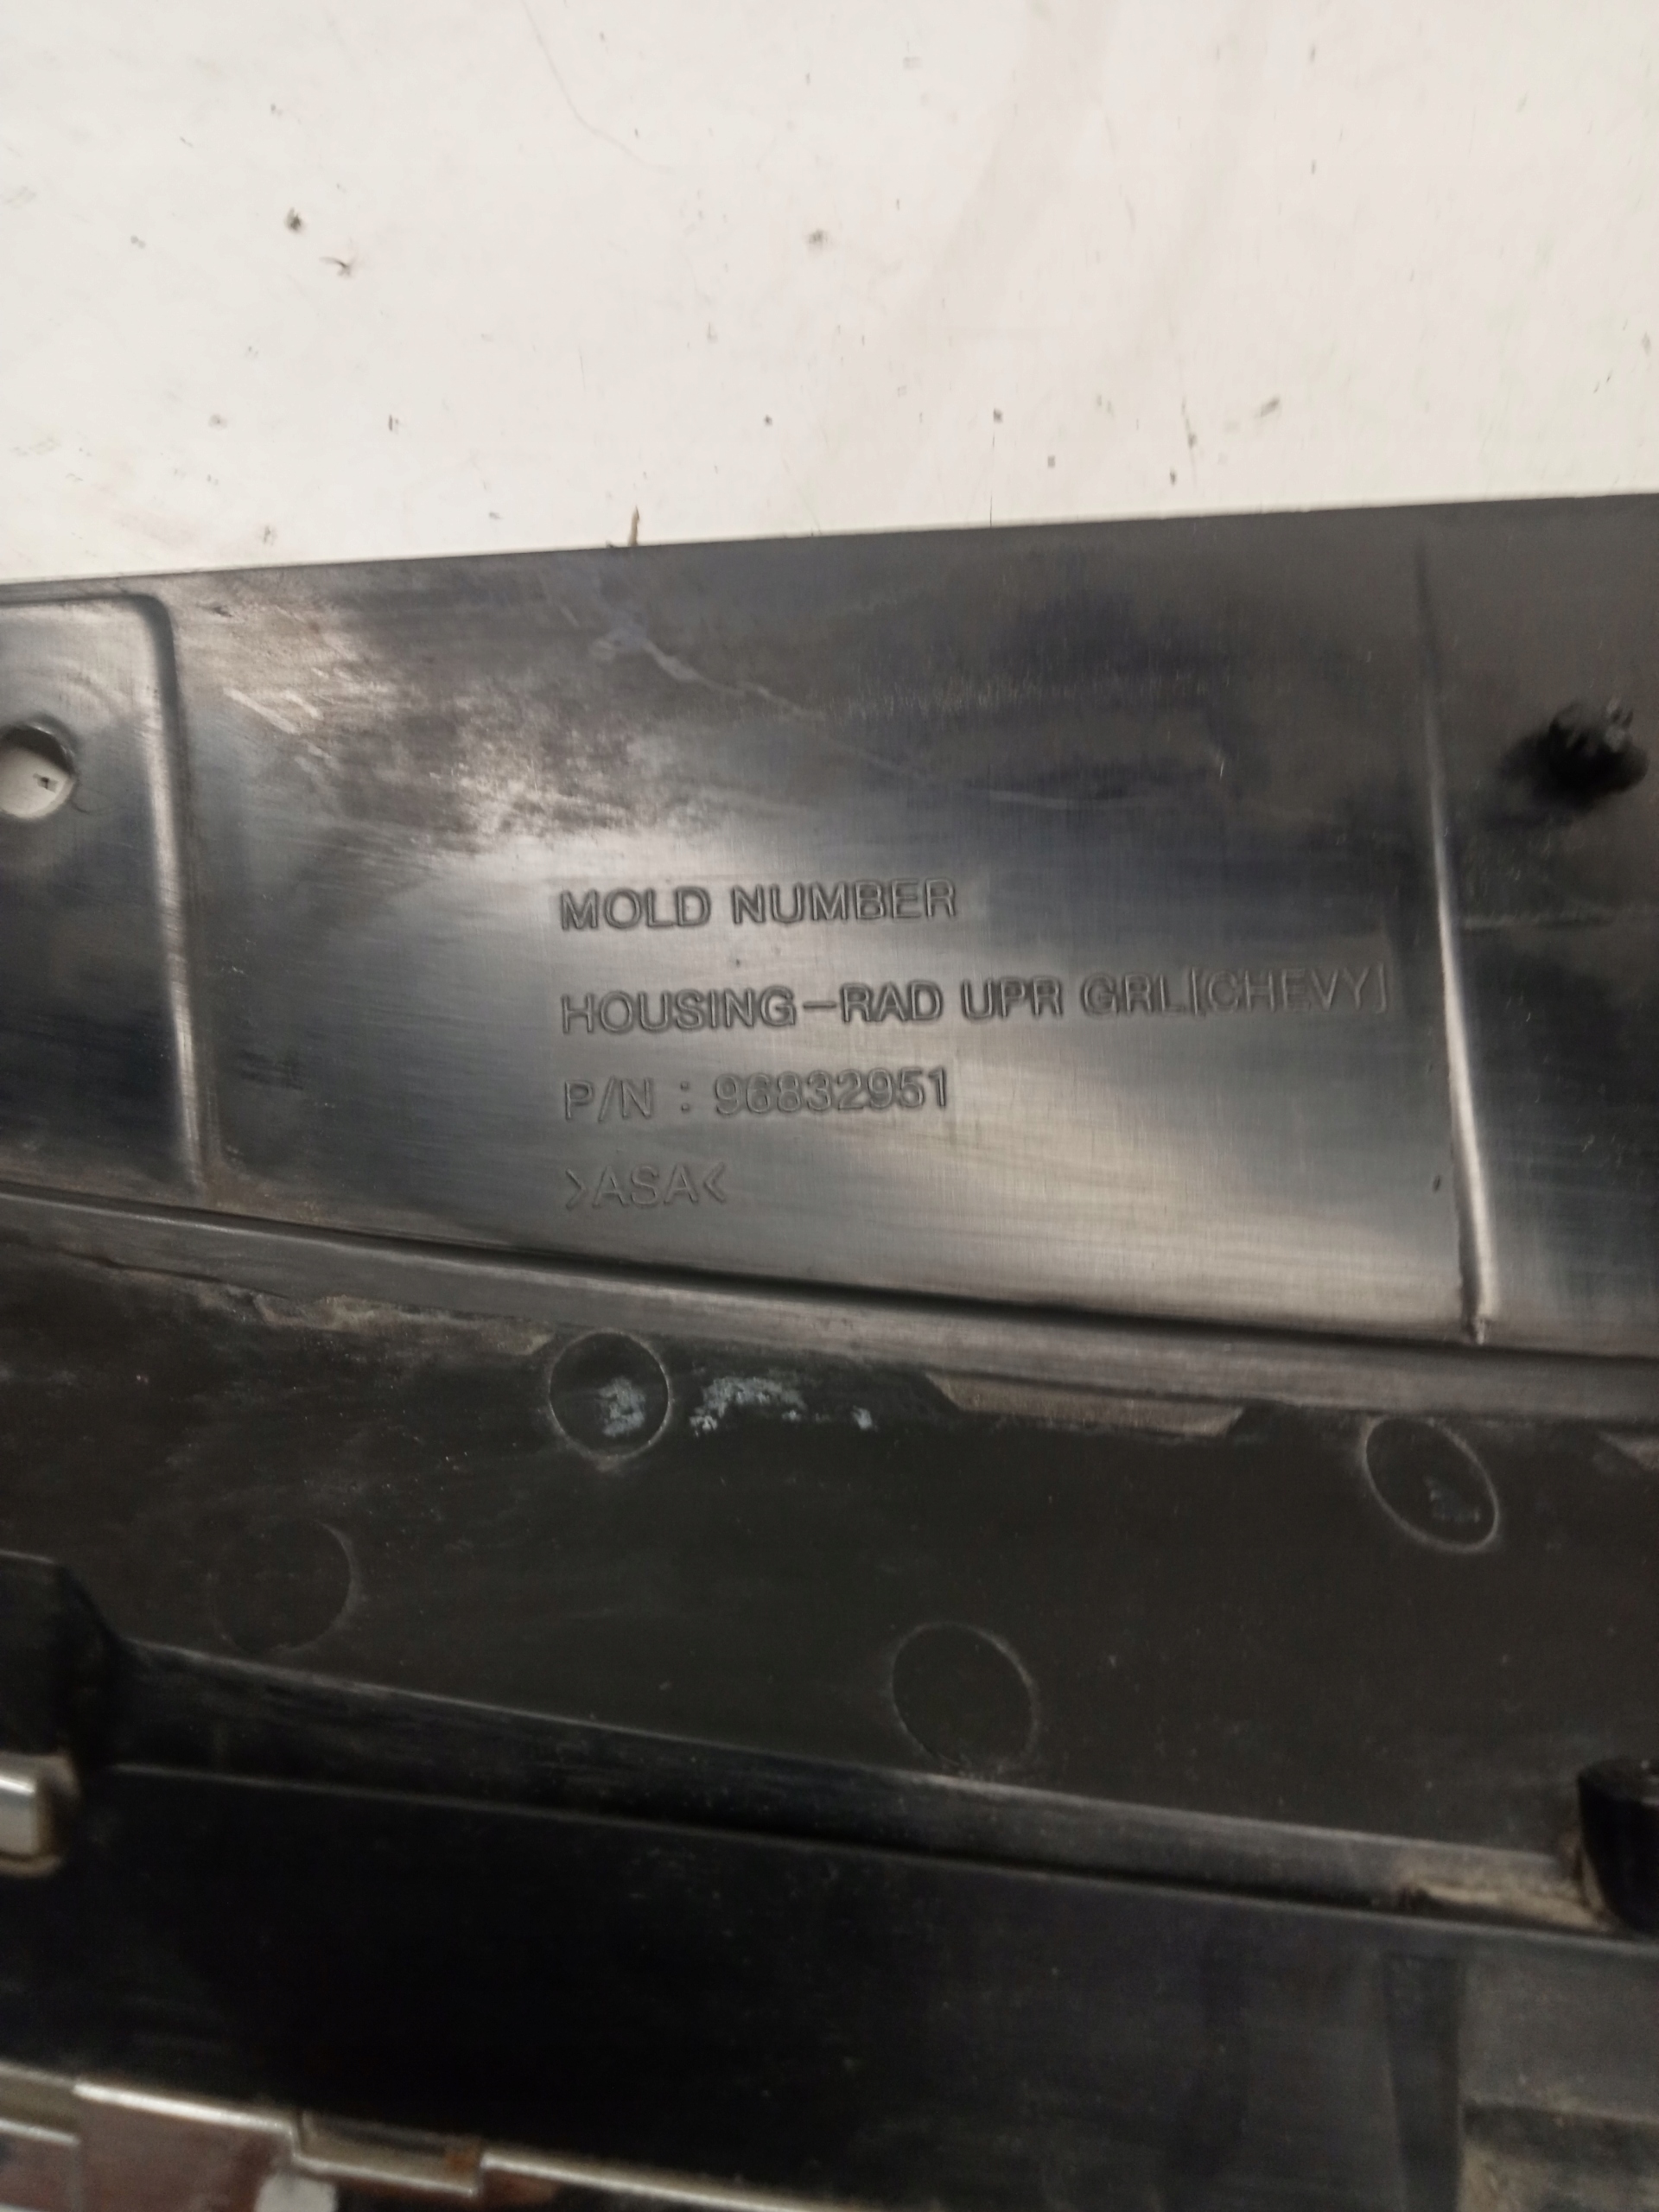 MOLD NUMBER
HOUSING-RAD UPR GRL[CHEVY]
P/N : 96832951
>ASA<